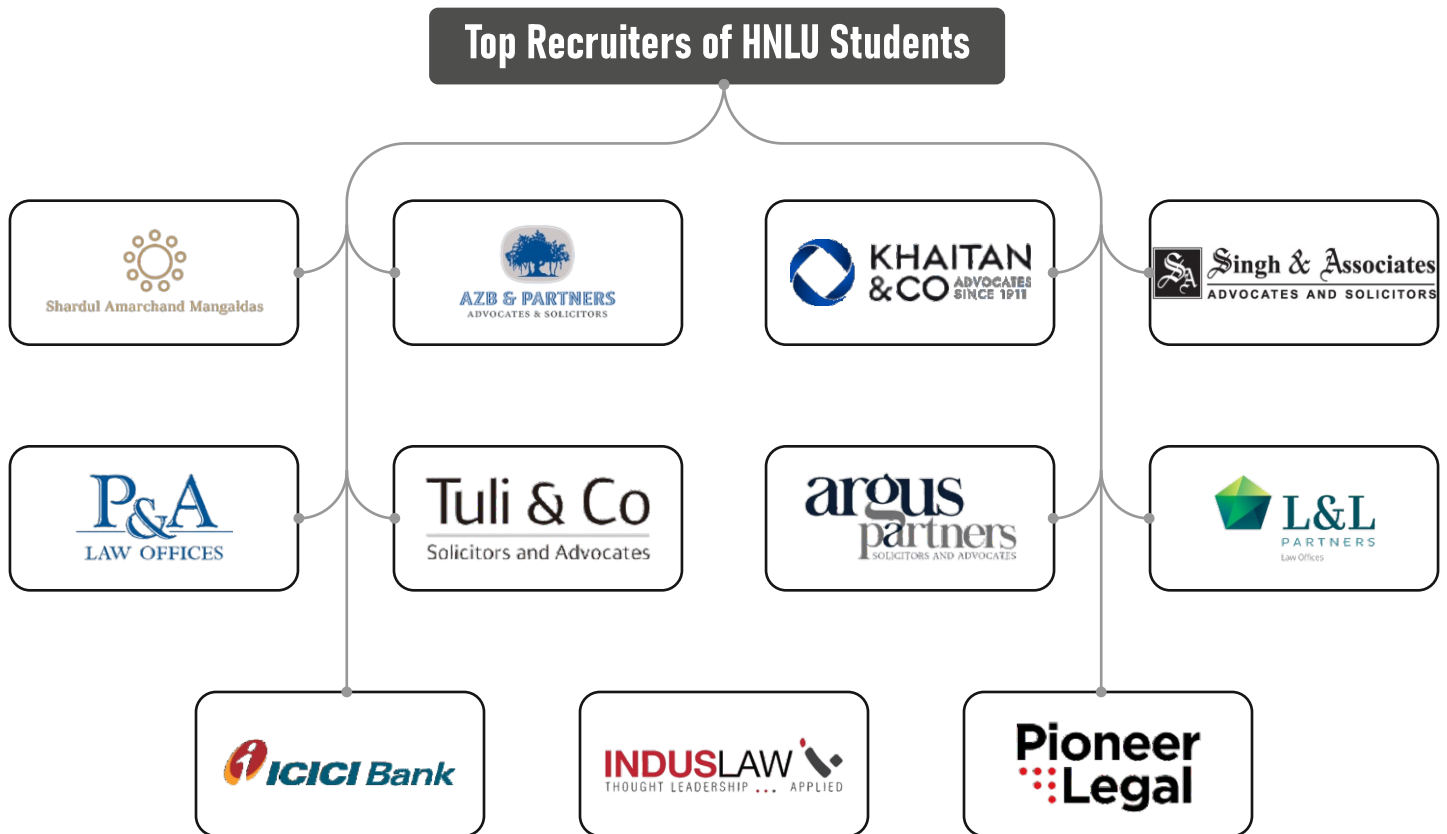 Top Recruiters of HNLU Students
Shardul Amarchand Mangaldas
AZB & PARTNERS
ADVOCATES & SOLICITORS
KHAITAN
& CO ADVOCATES
SINCE 1911
SA
Singh & Associates
ADVOCATES AND SOLICITORS
P&A
LAW OFFICES
Tuli & Co
Solicitors and Advocates
argus
partners
SOLICITORS AND ADVOCATES
L&L
PARTNERS
Law Offices
i ICICI Bank
INDUSLAW
THOUGHT LEADERSHIP ... APPLIED
Pioneer
Legal